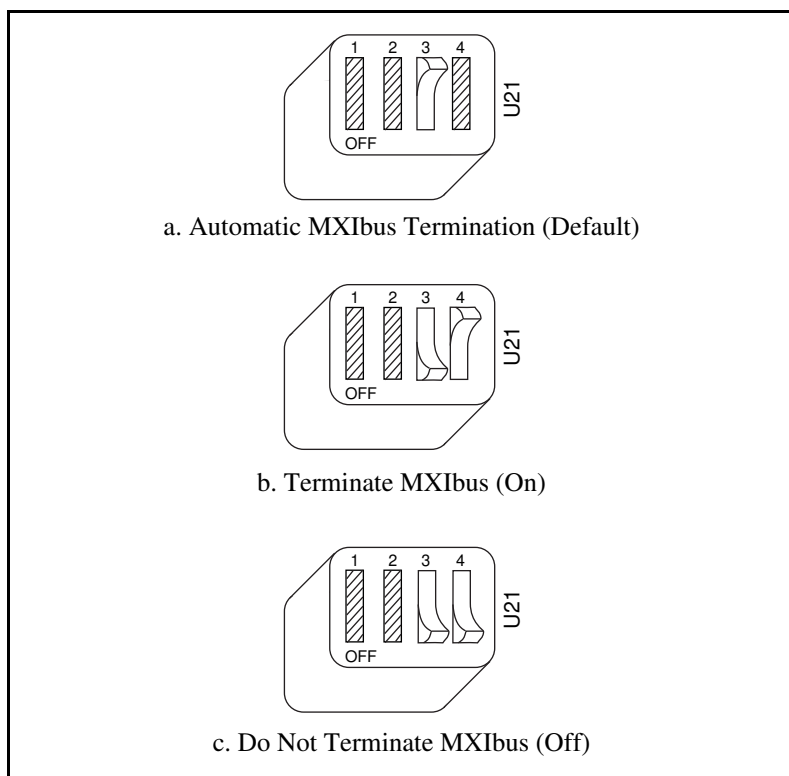 1 2 3 4
OFF
U21
a. Automatic MXIbus Termination (Default)
1 2 3 4
OFF
U21
b. Terminate MXIbus (On)
1 2 3 4
OFF
U21
c. Do Not Terminate MXIbus (Off)